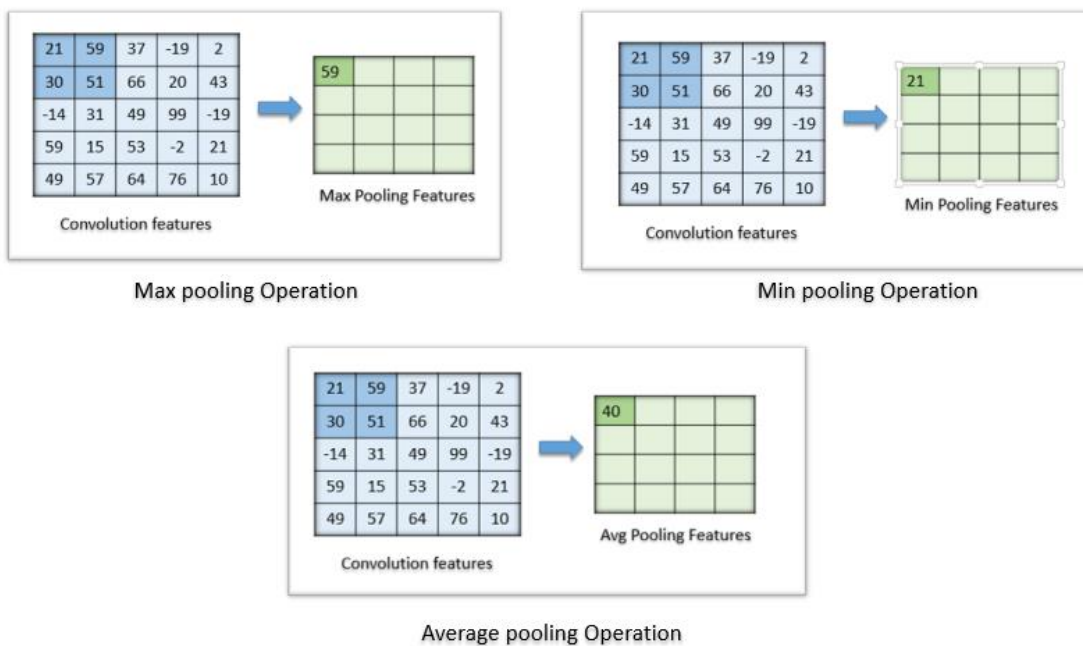 21 59 37 -19 2
30 51 66 20 43
-14 31 49 99 -19
59 15 53 -2 21
49 57 64 76 10
Convolution features
59
Max Pooling Features
Max pooling Operation
21 59 37 -19 2
30 51 66 20 43
-14 31 49 99 -19
59 15 53 -2 21
49 57 64 76 10
Convolution features
21
Min Pooling Features
Min pooling Operation
21 59 37 -19 2
30 51 66 20 43
-14 31 49 99 -19
59 15 53 -2 21
49 57 64 76 10
Convolution features
40
Avg Pooling Features
Average pooling Operation